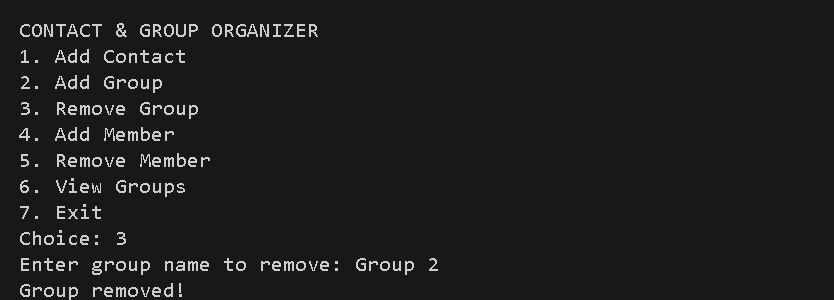 CONTACT & GROUP ORGANIZER
1. Add Contact
2. Add Group
3. Remove Group
4. Add Member
5. Remove Member
6. View Groups
7. Exit
Choice: 3
Enter group name to remove: Group 2
Group removed!